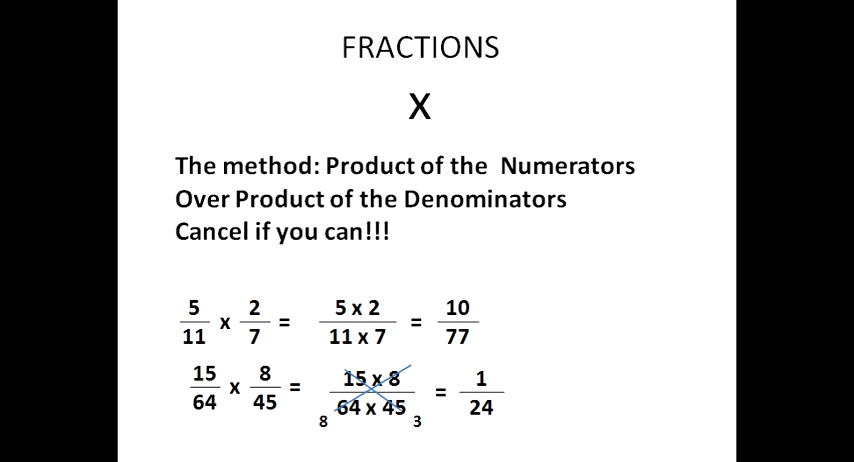 FRACTIONS
X
The method: Product of the Numerators
Over Product of the Denominators
Cancel if you can!!!
5/11 x 2/7 = 5 x 2/11 x 7 = 10/77
15/64 x 8/45 = 15 x 8/64 x 45 = 1/24
8 3